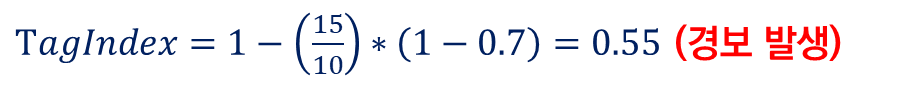 TagIndex = 1 − (15/10) ∗ (1 − 0.7) = 0.55 (경보 발생)